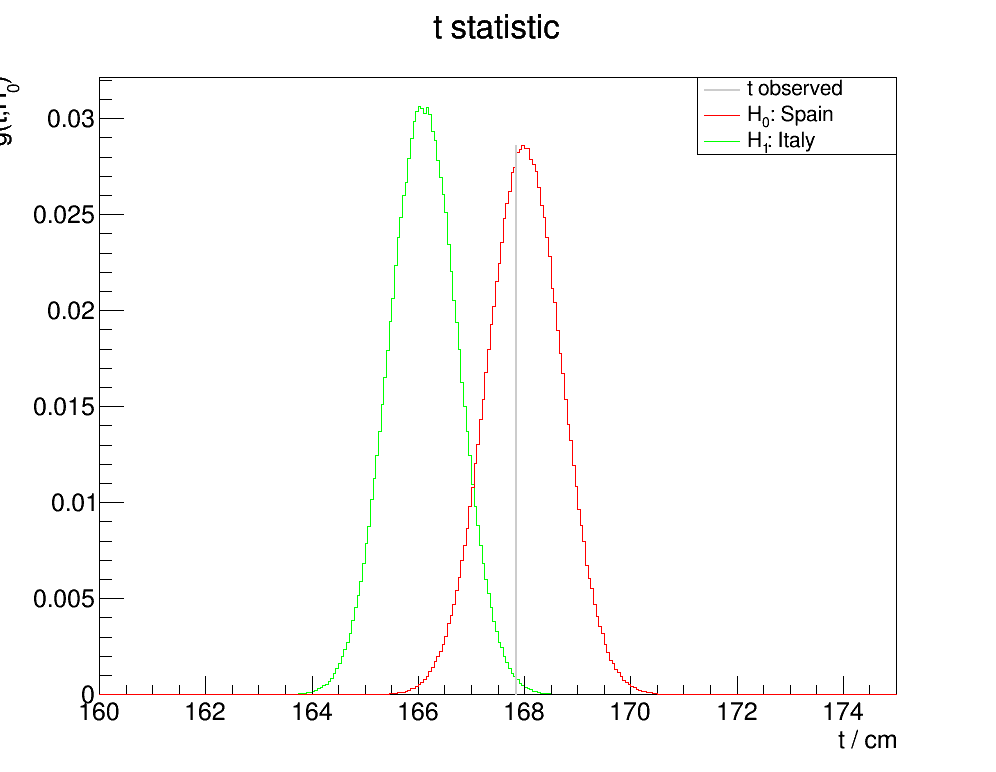 t statistic
g(t;H₀)
t observed
H₀: Spain
H₁: Italy
0.03
0.025
0.02
0.015
0.01
0.005
0
160 162 164 166 168 170 172 174
t / cm